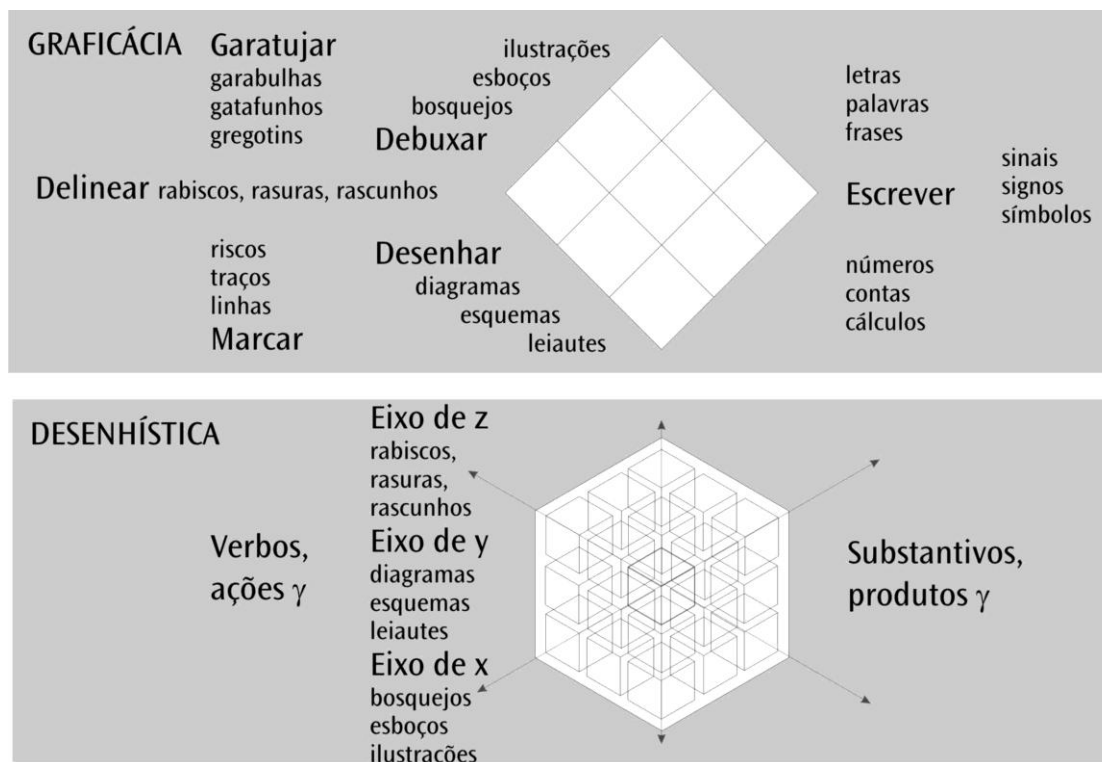 GRAFICÁCIA
Garatujar
garabulhas
gatafunhos
gregotins
ilustrações
esboços
bosquejos
Debuxar
Delinear rabiscos, rasuras, rascunhos
riscos
traços
linhas
Marcar
Desenhar
diagramas
esquemas
leiautes
letras
palavras
frases
Escrever
sinais
signos
símbolos
números
contas
cálculos
DESENHÍSTICA
Verbos,
ações γ
Eixo de z
rabiscos,
rasuras,
rascunhos
Eixo de y
diagramas
esquemas
leiautes
Eixo de x
bosquejos
esboços
ilustrações
Substantivos,
produtos γ